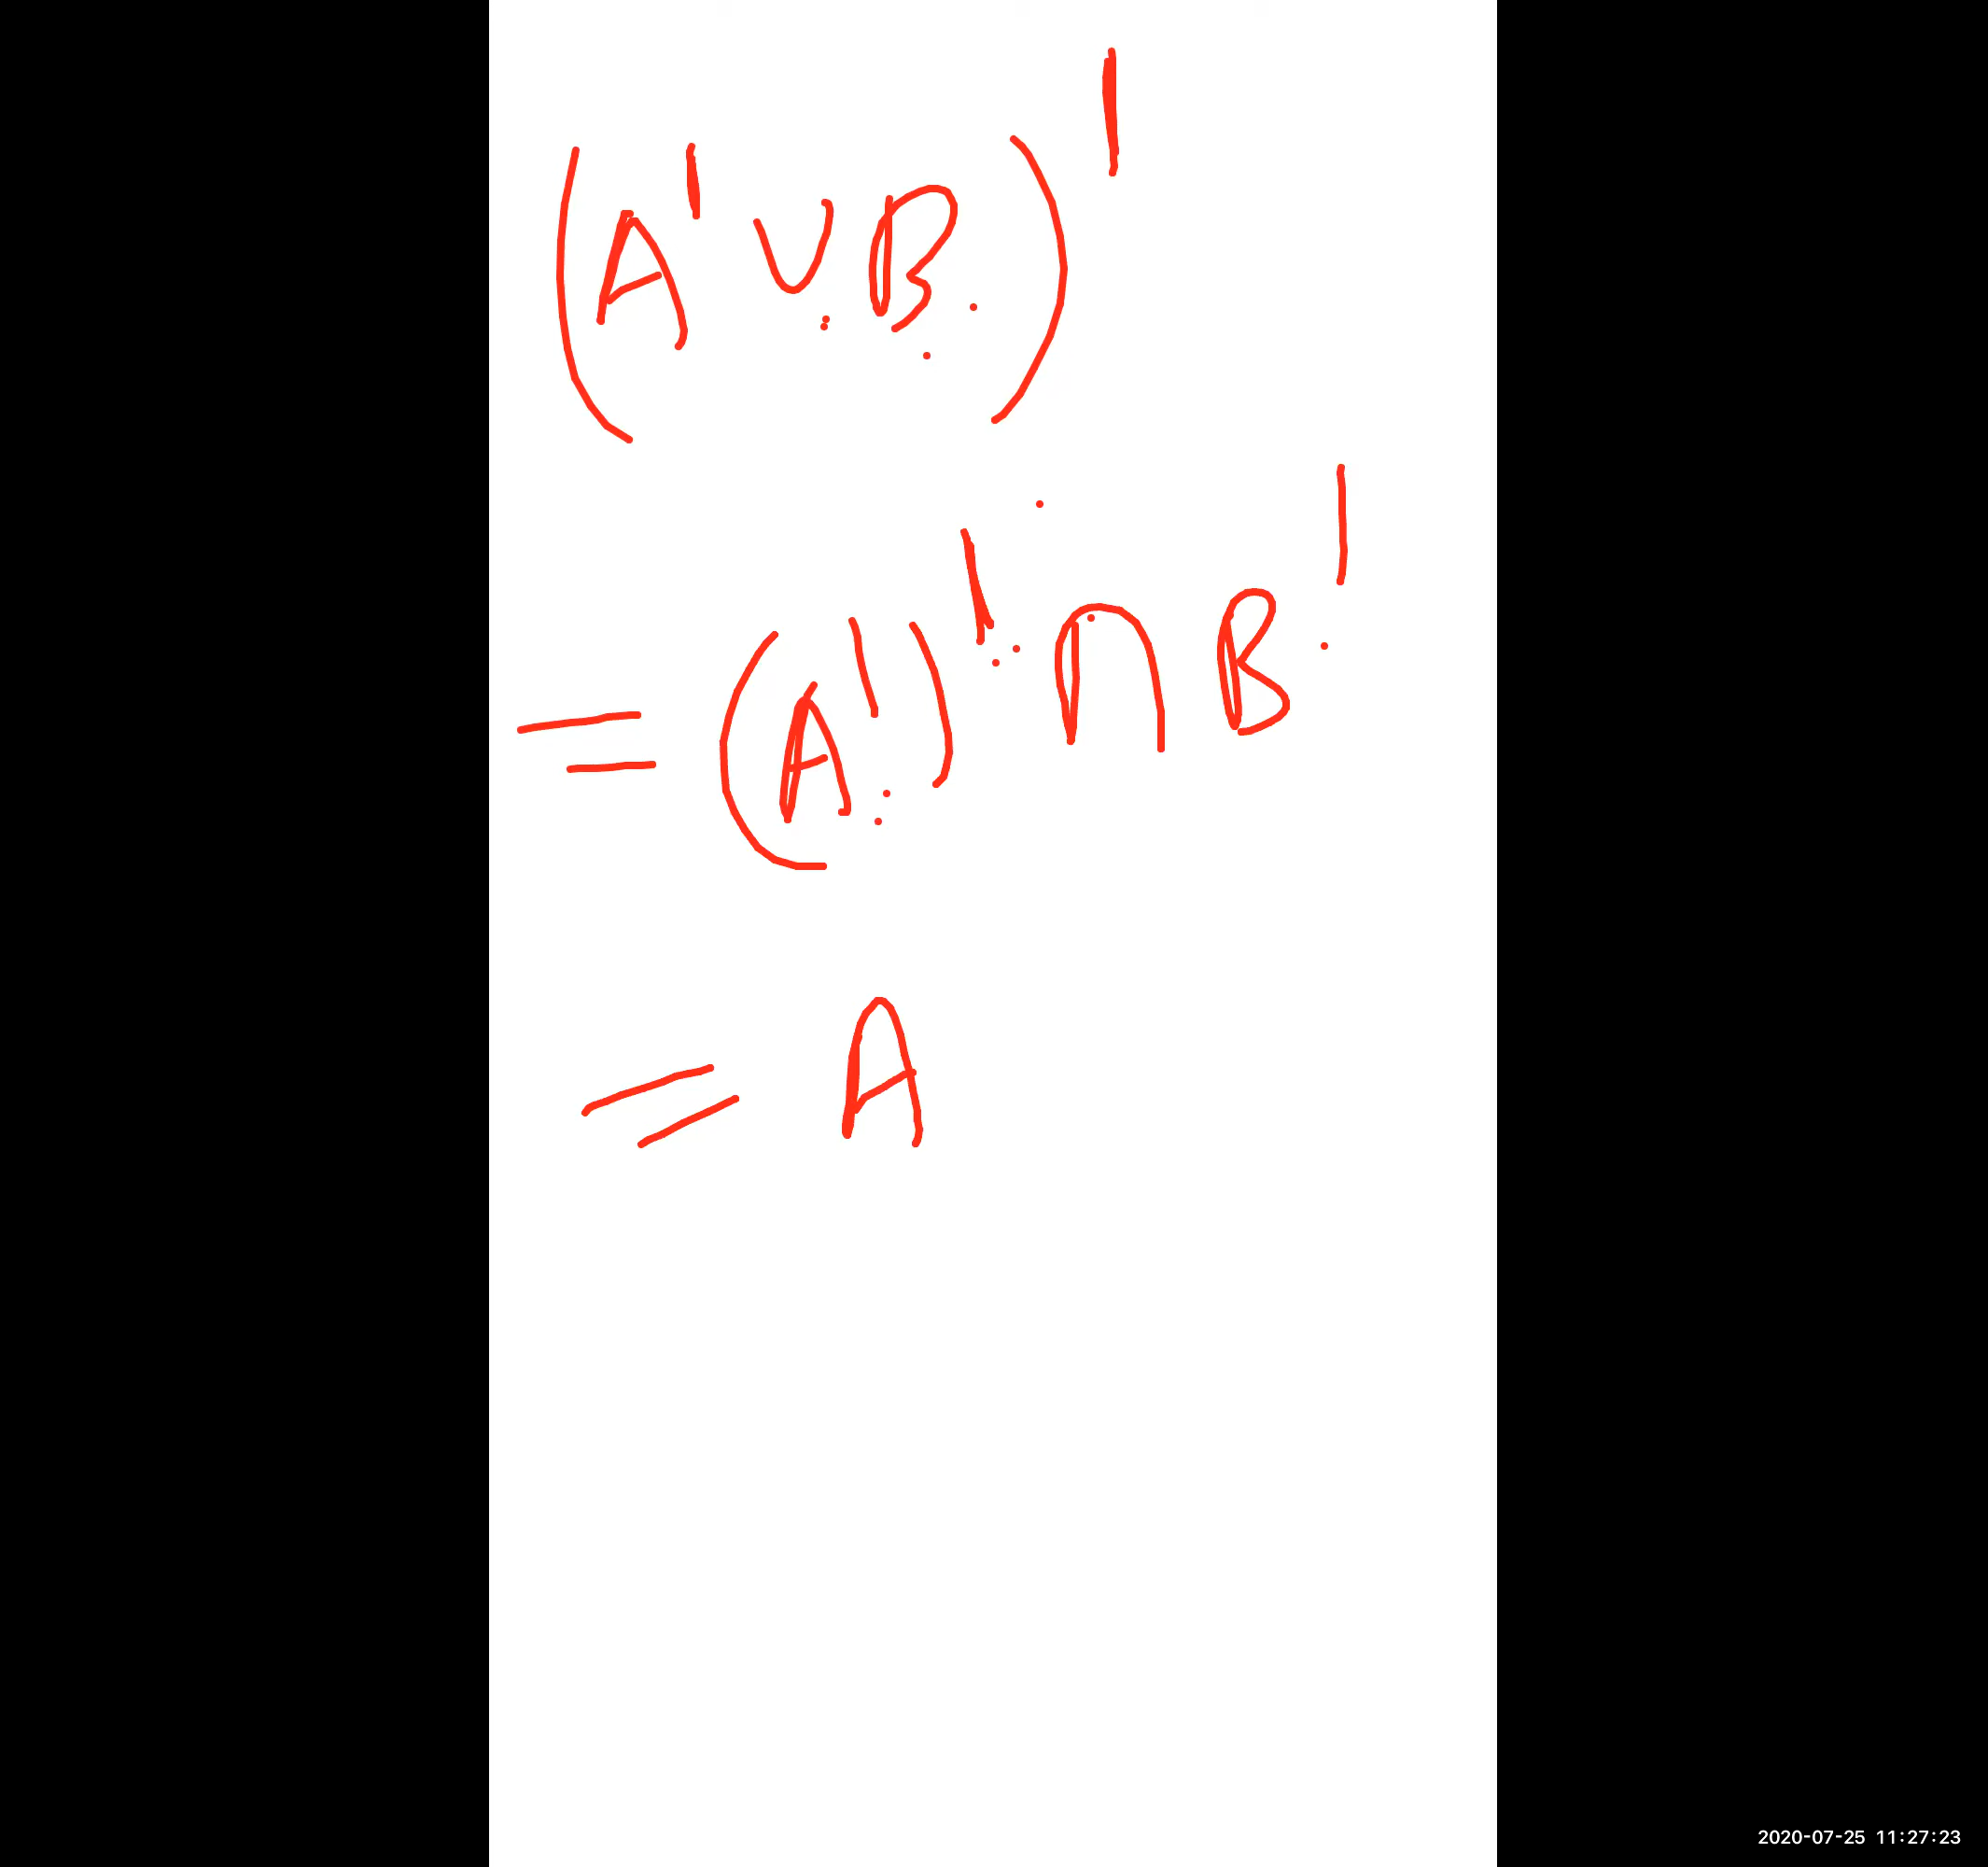 (A' ∪ B)'
= (A')' ∩ B'
= A
2020-07-25 11:27:23